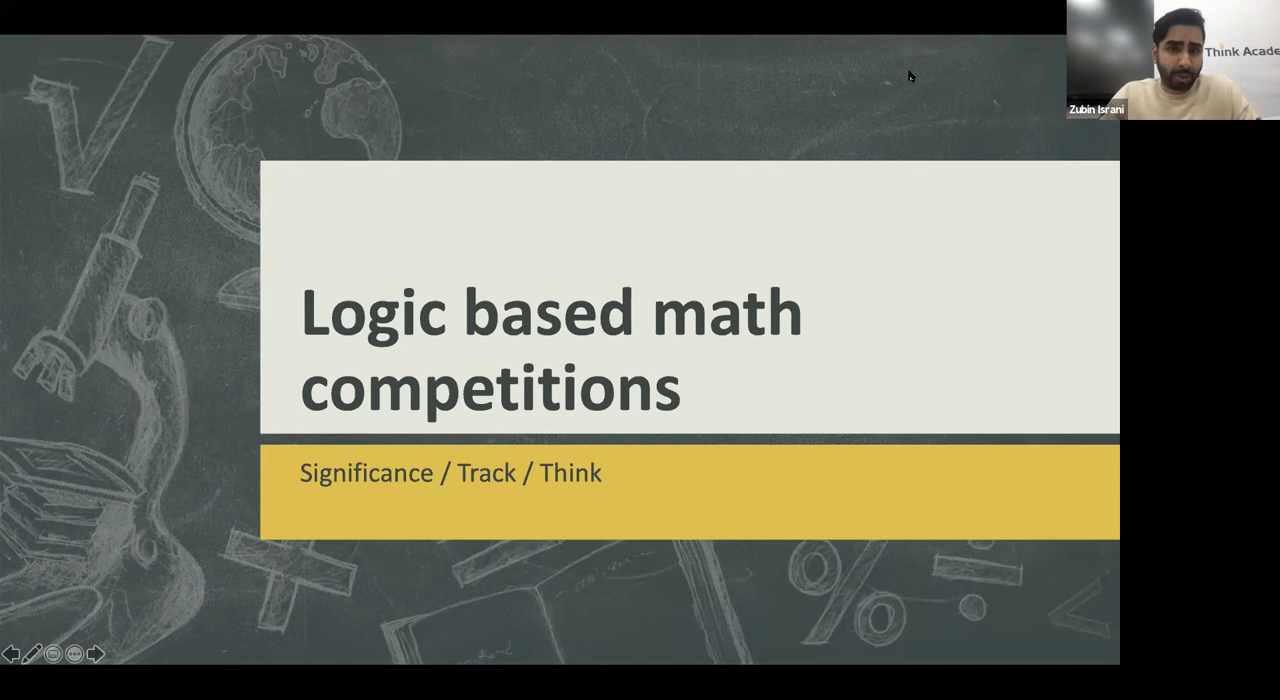 Think Acade
Zubin Israni
Logic based math
competitions
Significance / Track / Think